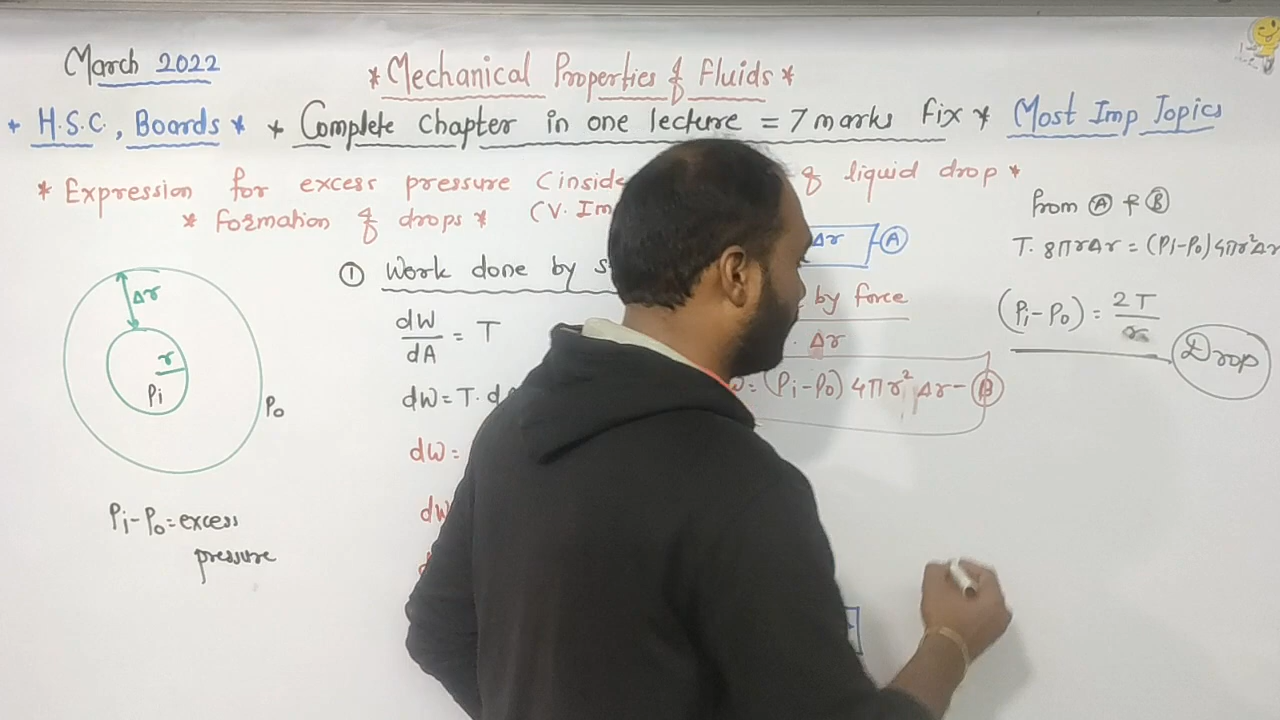 March 2022
* Mechanical Properties of Fluids *
* H.S.C., Boards * * Complete Chapter in one lecture = 7 marks Fix * Most Imp Topics
* Expression for excess pressure (inside of liquid drop *
* Formation of drops * (V. Im
Δr
r
Pi
Po
Pi-Po=excess
pressure
① Work done by s
dW/dA = T
dW=T.d
dW=
dW
Δr Ⓐ
by force
. Δr
W=(Pi-Po) 4πr² Δr-Ⓑ
from Ⓐ & Ⓑ
T. 8πrΔr=(Pi-Po)4πr²Δr
(Pi-Po)=2T/r
Drop